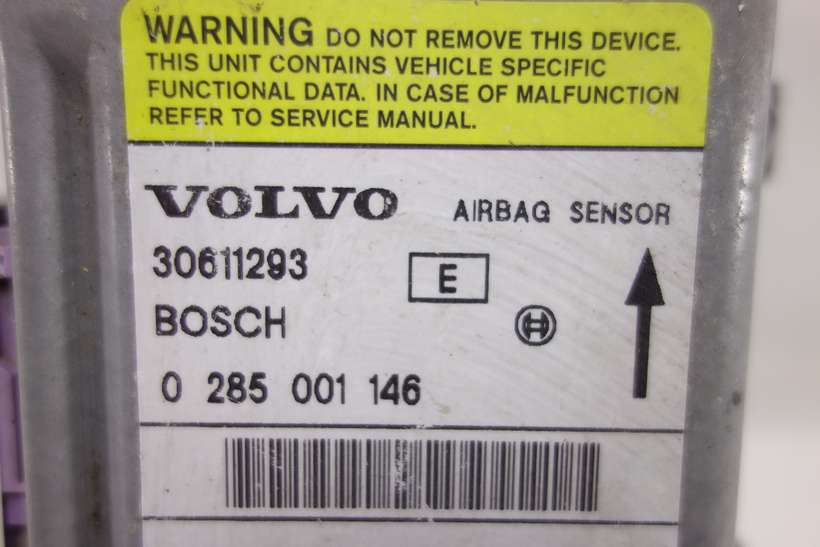 WARNING DO NOT REMOVE THIS DEVICE.
THIS UNIT CONTAINS VEHICLE SPECIFIC
FUNCTIONAL DATA. IN CASE OF MALFUNCTION
REFER TO SERVICE MANUAL.
VOLVO AIRBAG SENSOR
30611293 E
BOSCH
0 285 001 146